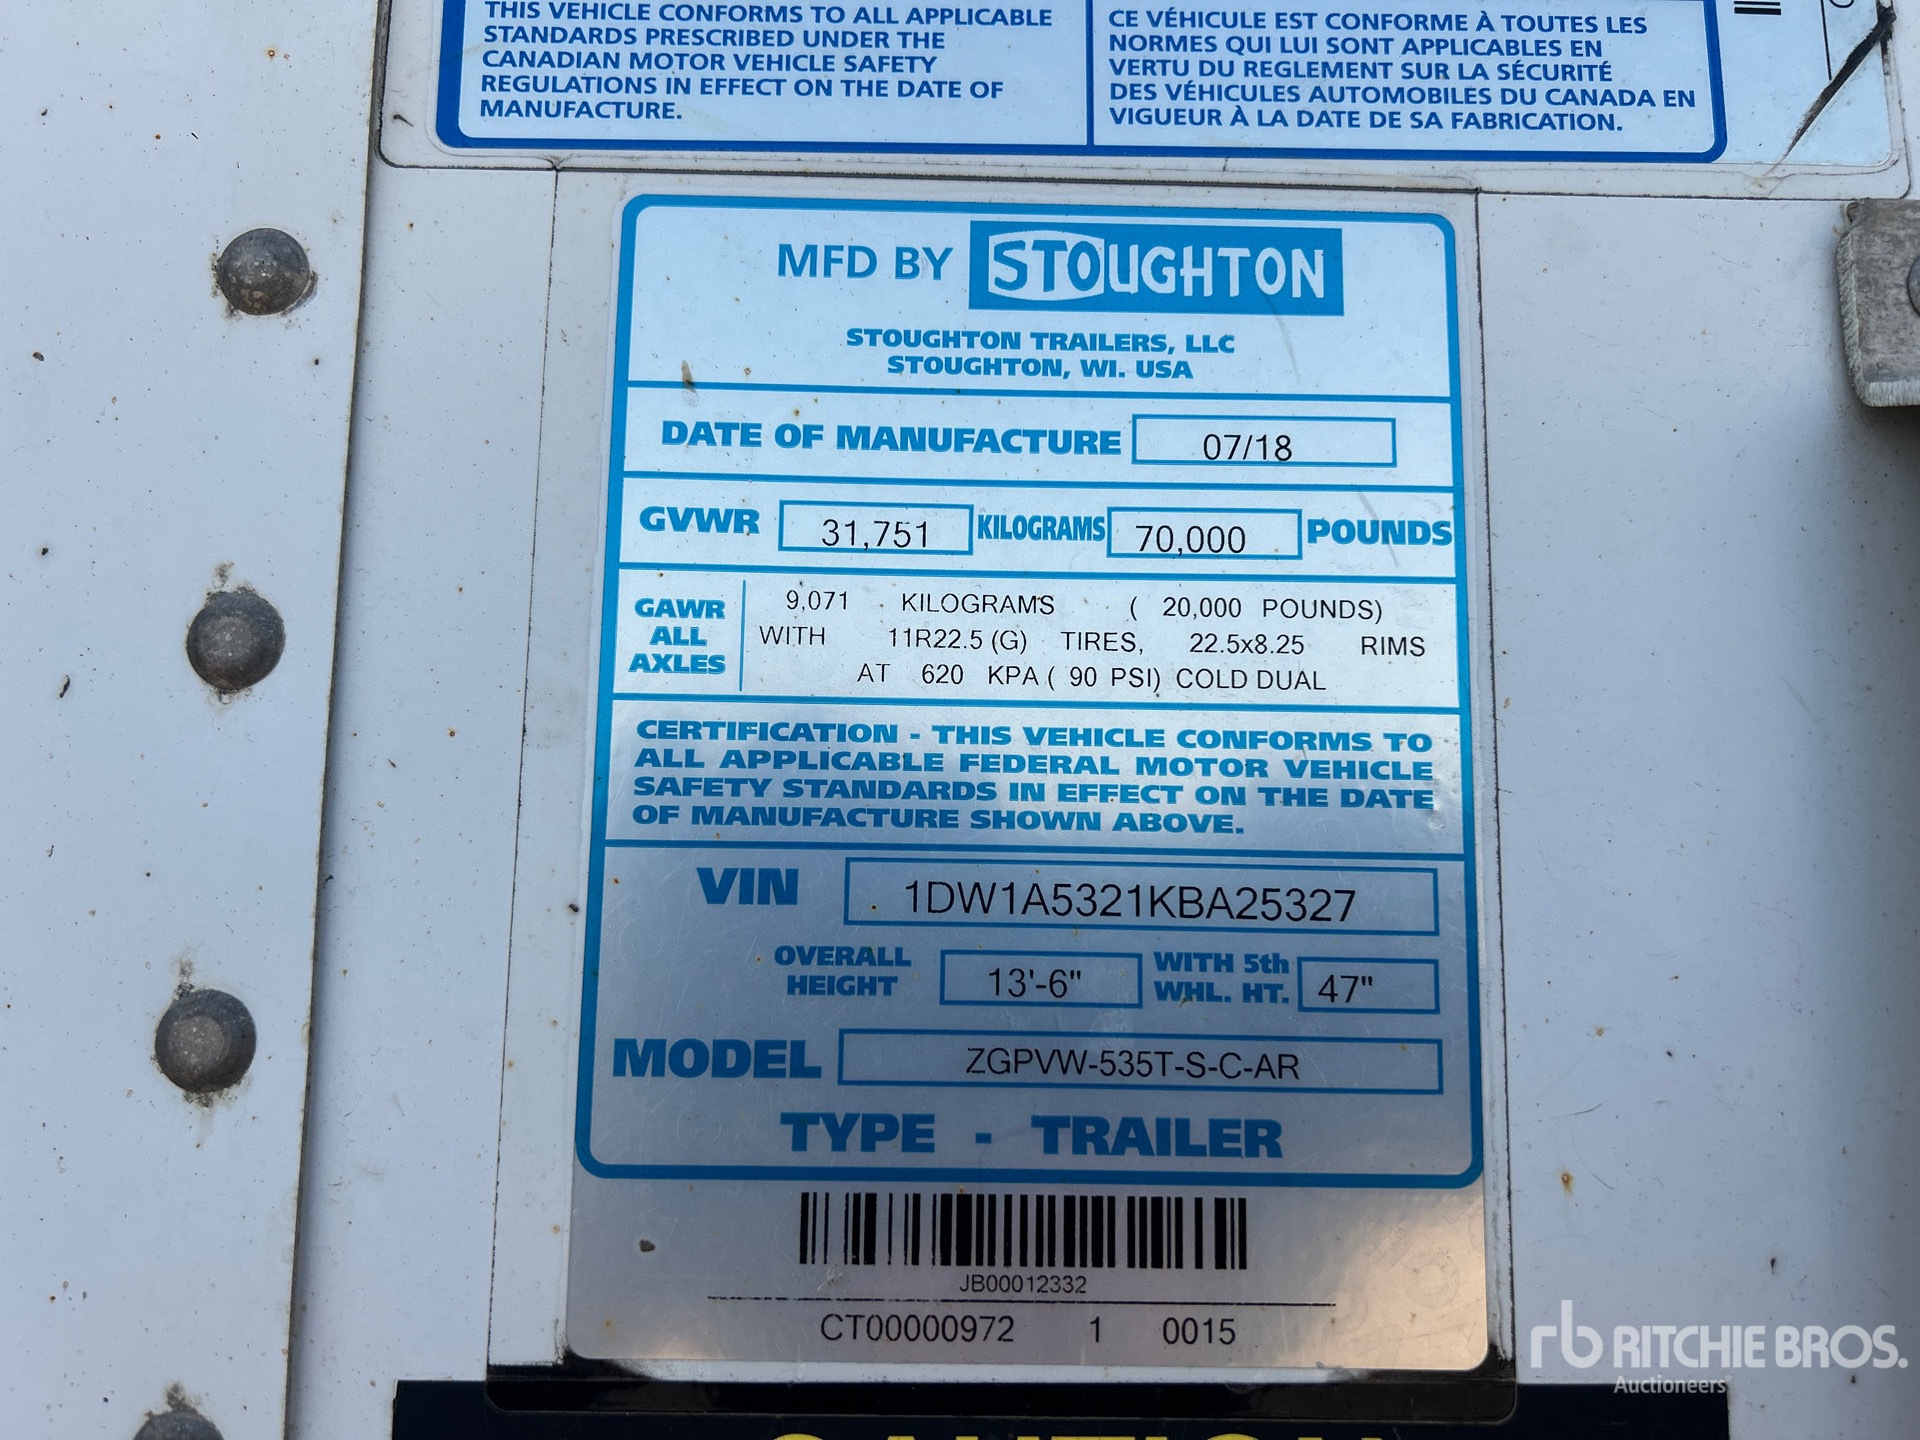 THIS VEHICLE CONFORMS TO ALL APPLICABLE
STANDARDS PRESCRIBED UNDER THE
CANADIAN MOTOR VEHICLE SAFETY
REGULATIONS IN EFFECT ON THE DATE OF
MANUFACTURE.
CE VÉHICULE EST CONFORME À TOUTES LES
NORMES QUI LUI SONT APPLICABLES EN
VERTU DU REGLEMENT SUR LA SÉCURITÉ
DES VÉHICULES AUTOMOBILES DU CANADA EN
VIGUEUR À LA DATE DE SA FABRICATION.
MFD BY STOUGHTON
STOUGHTON TRAILERS, LLC
STOUGHTON, WI. USA
DATE OF MANUFACTURE 07/18
GVWR 31,751 KILOGRAMS 70,000 POUNDS
GAWR
ALL
AXLES
9,071 KILOGRAMS ( 20,000 POUNDS)
WITH 11R22.5 (G) TIRES, 22.5x8.25 RIMS
AT 620 KPA ( 90 PSI) COLD DUAL
CERTIFICATION - THIS VEHICLE CONFORMS TO
ALL APPLICABLE FEDERAL MOTOR VEHICLE
SAFETY STANDARDS IN EFFECT ON THE DATE
OF MANUFACTURE SHOWN ABOVE.
VIN 1DW1A5321KBA25327
OVERALL
HEIGHT
13'-6"
WITH 5th
WHL. HT.
47"
MODEL ZGPVW-535T-S-C-AR
TYPE - TRAILER
JB00012332
CT00000972 1 0015
CAUTION
rb RITCHIE BROS.
Auctioneers